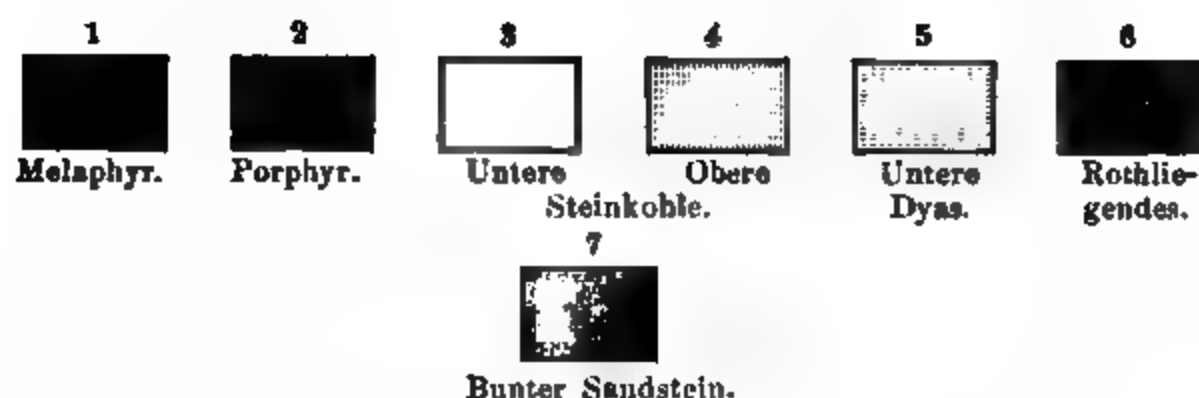 1 2 3 4 5 6
Melaphyr. Porphyr. Untere Obere Untere Rothlie-
Steinkohle. Dyas. gendes.
7
Bunter Sandstein.